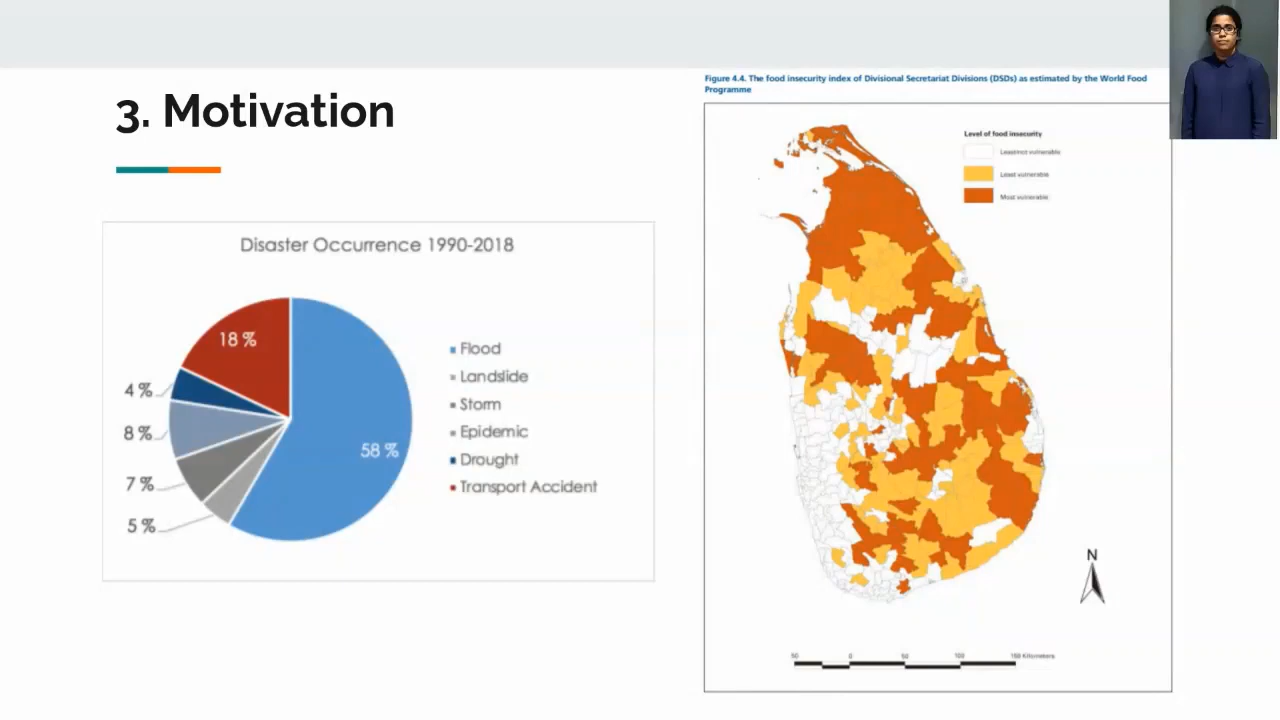 3. Motivation
Disaster Occurrence 1990-2018
18 %
4 %
8 %
7 %
5 %
58 %
Flood
Landslide
Storm
Epidemic
Drought
Transport Accident
Figure 4.4. The food insecurity index of Divisional Secretariat Divisions (DSDs) as estimated by the World Food
Programme
Level of food insecurity
vulnerable
Least vulnerable
Most vulnerable
N
50 0 50 100 150 Kilometers